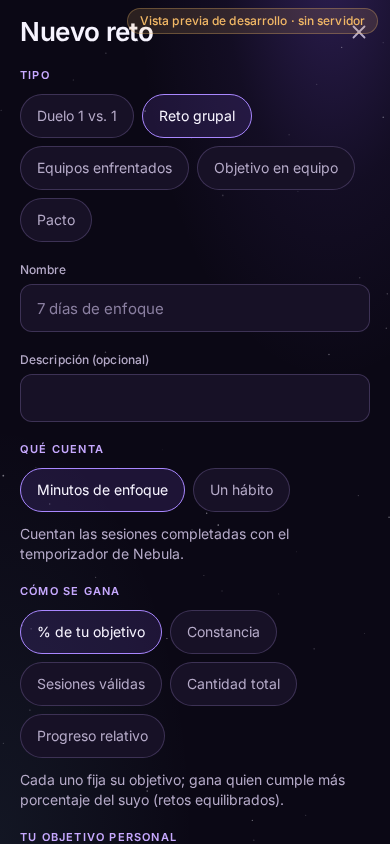 Vista previa de desarrollo · sin servidor
Nuevo reto
TIPO
Duelo 1 vs. 1
Reto grupal
Equipos enfrentados
Objetivo en equipo
Pacto
Nombre
7 días de enfoque
Descripción (opcional)
QUÉ CUENTA
Minutos de enfoque
Un hábito
Cuentan las sesiones completadas con el
temporizador de Nebula.
CÓMO SE GANA
% de tu objetivo
Constancia
Sesiones válidas
Cantidad total
Progreso relativo
Cada uno fija su objetivo; gana quien cumple más
porcentaje del suyo (retos equilibrados).
TU OBJETIVO PERSONAL